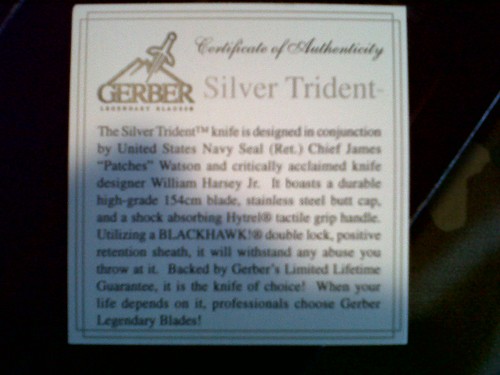 Certificate of Authenticity
GERBER
LEGENDARY BLADES®
Silver Trident™
The Silver Trident™ knife is designed in conjunction
by United States Navy Seal (Ret.) Chief James
"Patches" Watson and critically acclaimed knife
designer William Harsey Jr. It boasts a durable
high-grade 154cm blade, stainless steel butt cap,
and a shock absorbing Hytrel® tactile grip handle.
Utilizing a BLACKHAWK!® double lock, positive
retention sheath, it will withstand any abuse you
throw at it. Backed by Gerber's Limited Lifetime
Guarantee, it is the knife of choice! When your
life depends on it, professionals choose Gerber
Legendary Blades!